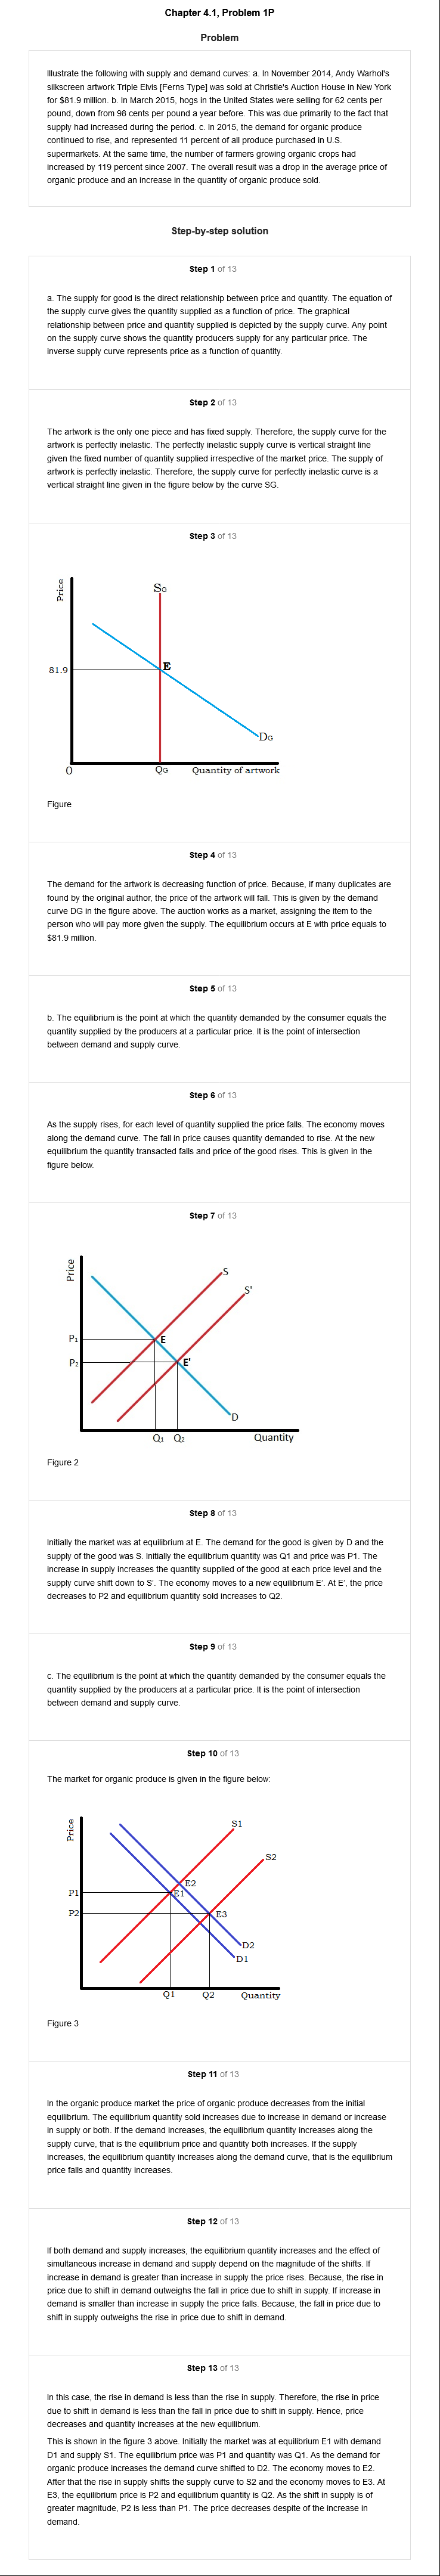 Chapter 4.1, Problem 1P
Problem
Illustrate the following with supply and demand curves: a. In November 2014, Andy Warhol's
silkscreen artwork Triple Elvis [Ferns Type] was sold at Christie's Auction House in New York
for $81.9 million. b. In March 2015, hogs in the United States were selling for 62 cents per
pound, down from 98 cents per pound a year before. This was due primarily to the fact that
supply had increased during the period. c. In 2015, the demand for organic produce
continued to rise, and represented 11 percent of all produce purchased in U.S.
supermarkets. At the same time, the number of farmers growing organic crops had
increased by 119 percent since 2007. The overall result was a drop in the average price of
organic produce and an increase in the quantity of organic produce sold.
Step-by-step solution
Step 1 of 13
a. The supply for good is the direct relationship between price and quantity. The equation of
the supply curve gives the quantity supplied as a function of price. The graphical
relationship between price and quantity supplied is depicted by the supply curve. Any point
on the supply curve shows the quantity producers supply for any particular price. The
inverse supply curve represents price as a function of quantity.
Step 2 of 13
The artwork is the only one piece and has fixed supply. Therefore, the supply curve for the
artwork is perfectly inelastic. The perfectly inelastic supply curve is vertical straight line
given the fixed number of quantity supplied irrespective of the market price. The supply of
artwork is perfectly inelastic. Therefore, the supply curve for perfectly inelastic curve is a
vertical straight line given in the figure below by the curve SG.
Step 3 of 13
Price
SG
81.9
E
DG
0
QG
Quantity of artwork
Figure
Step 4 of 13
The demand for the artwork is decreasing function of price. Because, if many duplicates are
found by the original author, the price of the artwork will fall. This is given by the demand
curve DG in the figure above. The auction works as a market, assigning the item to the
person who will pay more given the supply. The equilibrium occurs at E with price equals to
$81.9 million.
Step 5 of 13
b. The equilibrium is the point at which the quantity demanded by the consumer equals the
quantity supplied by the producers at a particular price. It is the point of intersection
between demand and supply curve.
Step 6 of 13
As the supply rises, for each level of quantity supplied the price falls. The economy moves
along the demand curve. The fall in price causes quantity demanded to rise. At the new
equilibrium the quantity transacted falls and price of the good rises. This is given in the
figure below.
Step 7 of 13
Price
S
S'
P1
E
P2
E'
D
Q1 Q2
Quantity
Figure 2
Step 8 of 13
Initially the market was at equilibrium at E. The demand for the good is given by D and the
supply of the good was S. Initially the equilibrium quantity was Q1 and price was P1. The
increase in supply increases the quantity supplied of the good at each price level and the
supply curve shift down to S'. The economy moves to a new equilibrium E'. At E', the price
decreases to P2 and equilibrium quantity sold increases to Q2.
Step 9 of 13
c. The equilibrium is the point at which the quantity demanded by the consumer equals the
quantity supplied by the producers at a particular price. It is the point of intersection
between demand and supply curve.
Step 10 of 13
The market for organic produce is given in the figure below:
Price
S1
S2
E2
P1
E1
P2
E3
D2
D1
Q1
Q2
Quantity
Figure 3
Step 11 of 13
In the organic produce market the price of organic produce decreases from the initial
equilibrium. The equilibrium quantity sold increases due to increase in demand or increase
in supply or both. If the demand increases, the equilibrium quantity increases along the
supply curve, that is the equilibrium price and quantity both increases. If the supply
increases, the equilibrium quantity increases along the demand curve, that is the equilibrium
price falls and quantity increases.
Step 12 of 13
If both demand and supply increases, the equilibrium quantity increases and the effect of
simultaneous increase in demand and supply depend on the magnitude of the shifts. If
increase in demand is greater than increase in supply the price rises. Because, the rise in
price due to shift in demand outweighs the fall in price due to shift in supply. If increase in
demand is smaller than increase in supply the price falls. Because, the fall in price due to
shift in supply outweighs the rise in price due to shift in demand.
Step 13 of 13
In this case, the rise in demand is less than the rise in supply. Therefore, the rise in price
due to shift in demand is less than the fall in price due to shift in supply. Hence, price
decreases and quantity increases at the new equilibrium.
This is shown in the figure 3 above. Initially the market was at equilibrium E1 with demand
D1 and supply S1. The equilibrium price was P1 and quantity was Q1. As the demand for
organic produce increases the demand curve shifted to D2. The economy moves to E2.
After that the rise in supply shifts the supply curve to S2 and the economy moves to E3. At
E3, the equilibrium price is P2 and equilibrium quantity is Q2. As the shift in supply is of
greater magnitude, P2 is less than P1. The price decreases despite of the increase in
demand.